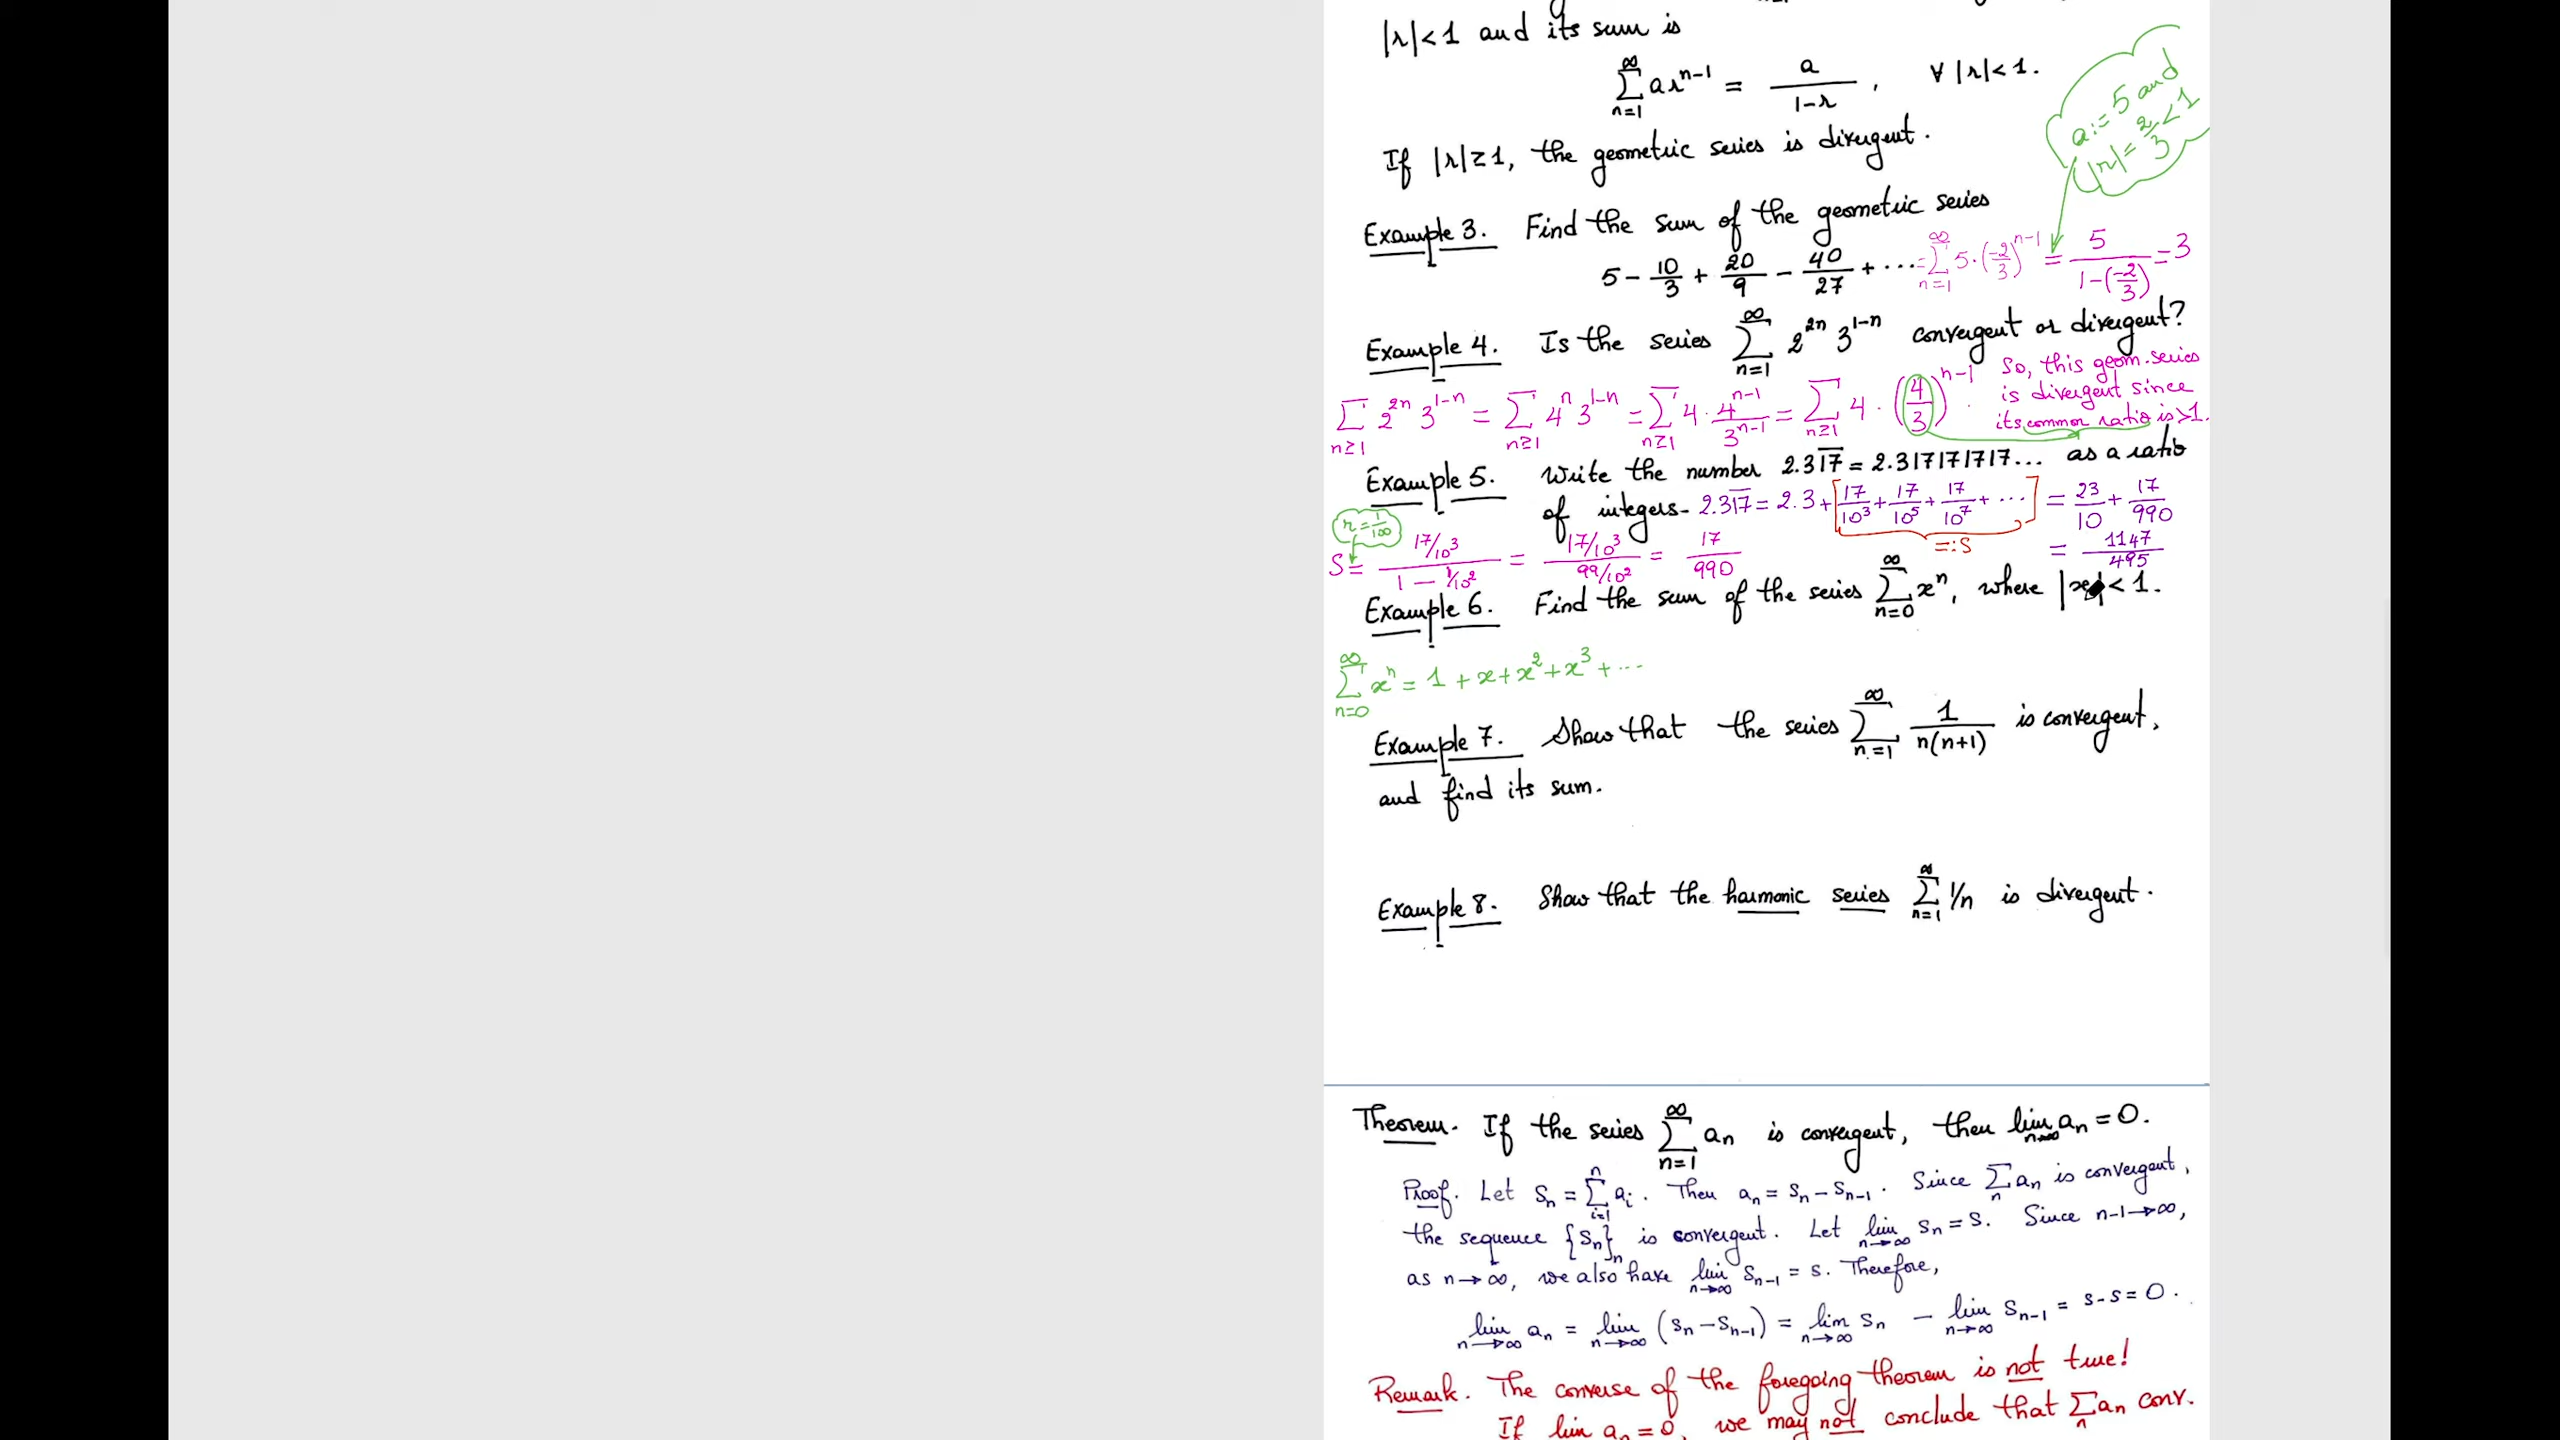 |r|<1 and its sum is
∑_{n=1}^{∞} ar^{n-1} = a/(1-r), ∀ |r|<1.
a:=5 and
|r|=2/3<1
If |r|≥1, the geometric series is divergent.
Example 3. Find the sum of the geometric series
5 - 10/3 + 20/9 - 40/27 + ··· = ∑_{n=1}^{∞} 5·(-2/3)^{n-1} = 5/(1-(-2/3)) = 3
Example 4. Is the series ∑_{n=1}^{∞} 2^{2n} 3^{1-n} convergent or divergent?
∑_{n≥1} 2^{2n} 3^{1-n} = ∑_{n≥1} 4^n 3^{1-n} = ∑_{n≥1} 4·4^{n-1}/3^{n-1} = ∑_{n≥1} 4·(4/3)^{n-1}.
So, this geom. series
is divergent since
its common ratio is >1.
Example 5. Write the number 2.3\overline{17} = 2.317171717... as a ratio
of integers. 2.3\overline{17} = 2.3 + [17/10^3 + 17/10^5 + 17/10^7 + ···] = 23/10 + 17/990
=:S
= 1147/495
r=1/100
S = (17/10^3)/(1 - 1/10^2) = (17/10^3)/(99/10^2) = 17/990
Example 6. Find the sum of the series ∑_{n=0}^{∞} x^n, where |x|<1.
∑_{n=0}^{∞} x^n = 1 + x + x^2 + x^3 + ···
Example 7. Show that the series ∑_{n=1}^{∞} 1/(n(n+1)) is convergent,
and find its sum.
Example 8. Show that the harmonic series ∑_{n=1}^{∞} 1/n is divergent.
Theorem. If the series ∑_{n=1}^{∞} a_n is convergent, then lim_{n→∞} a_n = 0.
Proof. Let s_n = ∑_{i=1}^{n} a_i. Then a_n = s_n - s_{n-1}. Since ∑_n a_n is convergent,
the sequence {s_n}_n is convergent. Let lim_{n→∞} s_n = s. Since n-1→∞,
as n→∞, we also have lim_{n→∞} s_{n-1} = s. Therefore,
lim_{n→∞} a_n = lim_{n→∞} (s_n - s_{n-1}) = lim_{n→∞} s_n - lim_{n→∞} s_{n-1} = s-s = 0.
Remark. The converse of the foregoing theorem is not true!
If lim a_n = 0, we may not conclude that ∑_n a_n conv.